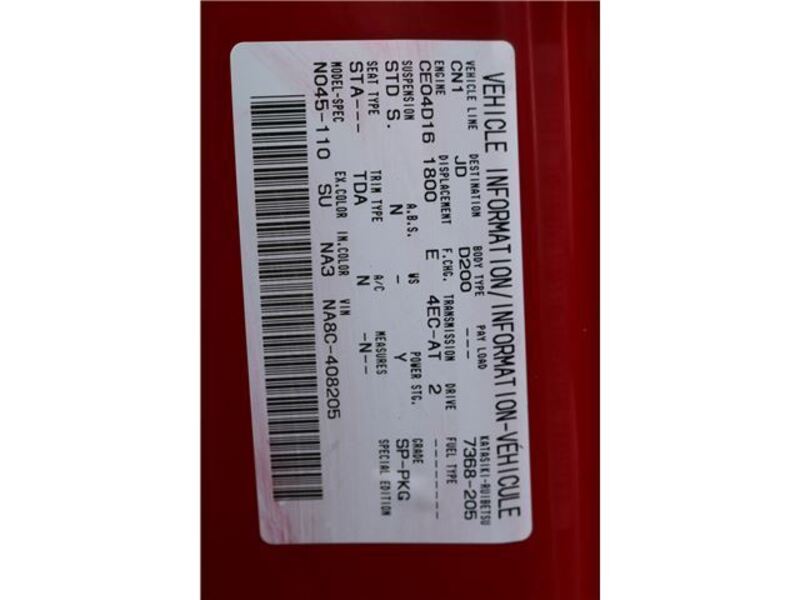 VEHICLE INFORMATION/INFORMATION-VÉHICULE
VEHICLE LINE DESTINATION BODY TYPE PAY LOAD KATASIKI-RUIBETSU
CN1 JD D200 --- 7368-205
ENGINE DISPLACEMENT F.CHG. TRANSMISSION DRIVE FUEL TYPE
CE04D16 1800 E 4EC-AT 2 --------
SUSPENSION A.B.S. WS POWER STG. GRADE
STD S. N - Y SP-PKG
SEAT TYPE TRIM TYPE A/C MEASURES SPECIAL EDITION
STA--- TDA N -N--
MODEL-SPEC EX.COLOR IN.COLOR VIN
N045-110 SU NA3 NA8C-408205